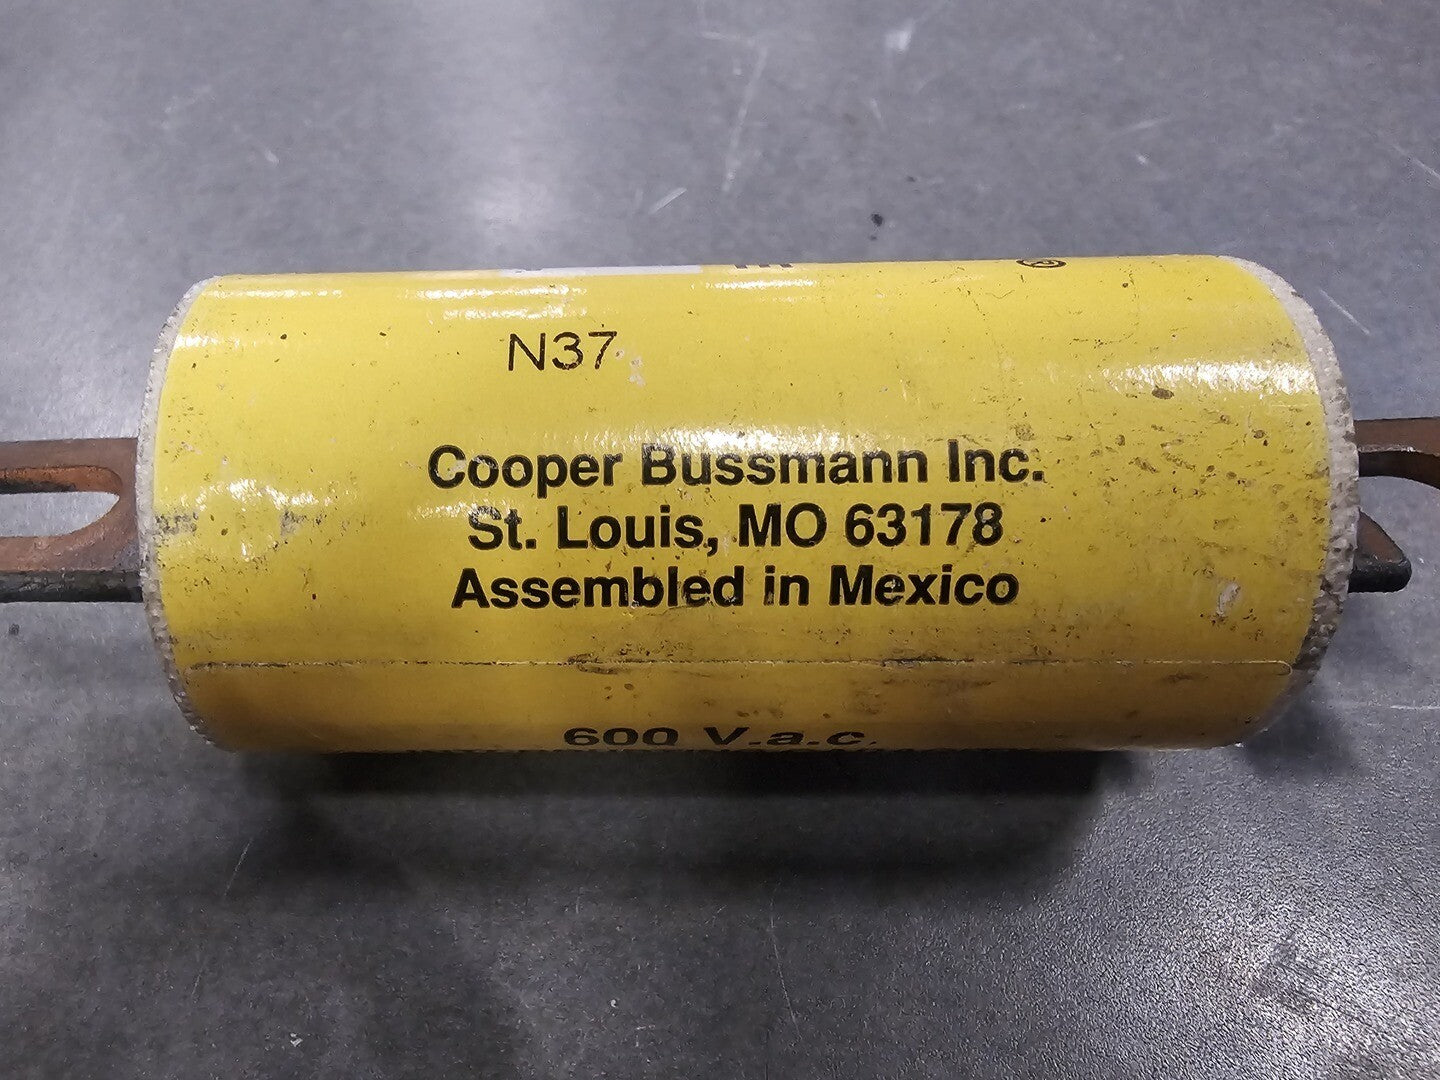 ®
N37
Cooper Bussmann Inc.
St. Louis, MO 63178
Assembled in Mexico
600 V.a.c.